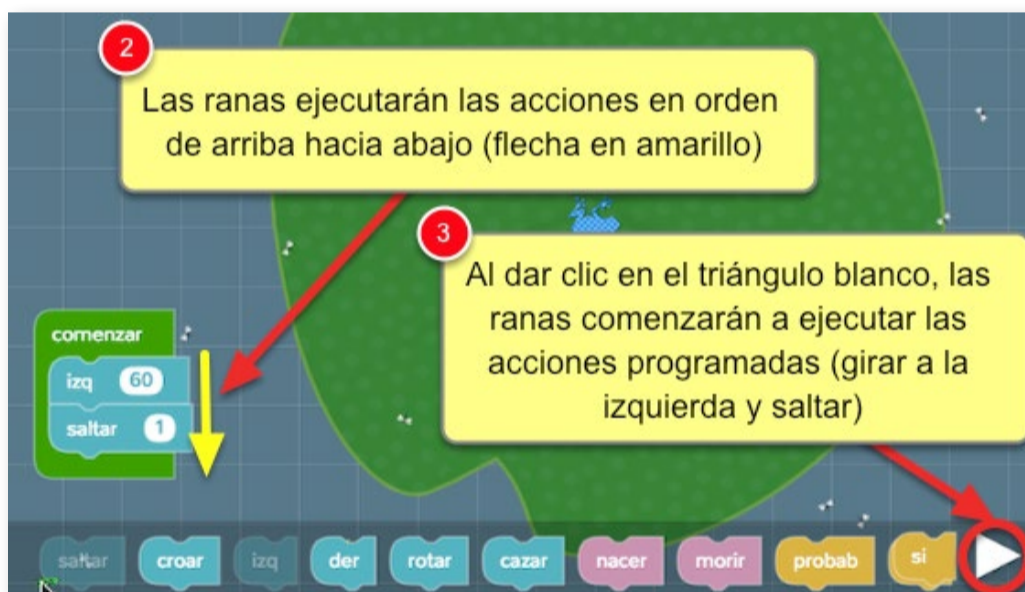 2
Las ranas ejecutarán las acciones en orden
de arriba hacia abajo (flecha en amarillo)
3
Al dar clic en el triángulo blanco, las
ranas comenzarán a ejecutar las
acciones programadas (girar a la
izquierda y saltar)
comenzar
izq 60
saltar 1
saltar croar izq der rotar cazar nacer morir probab si